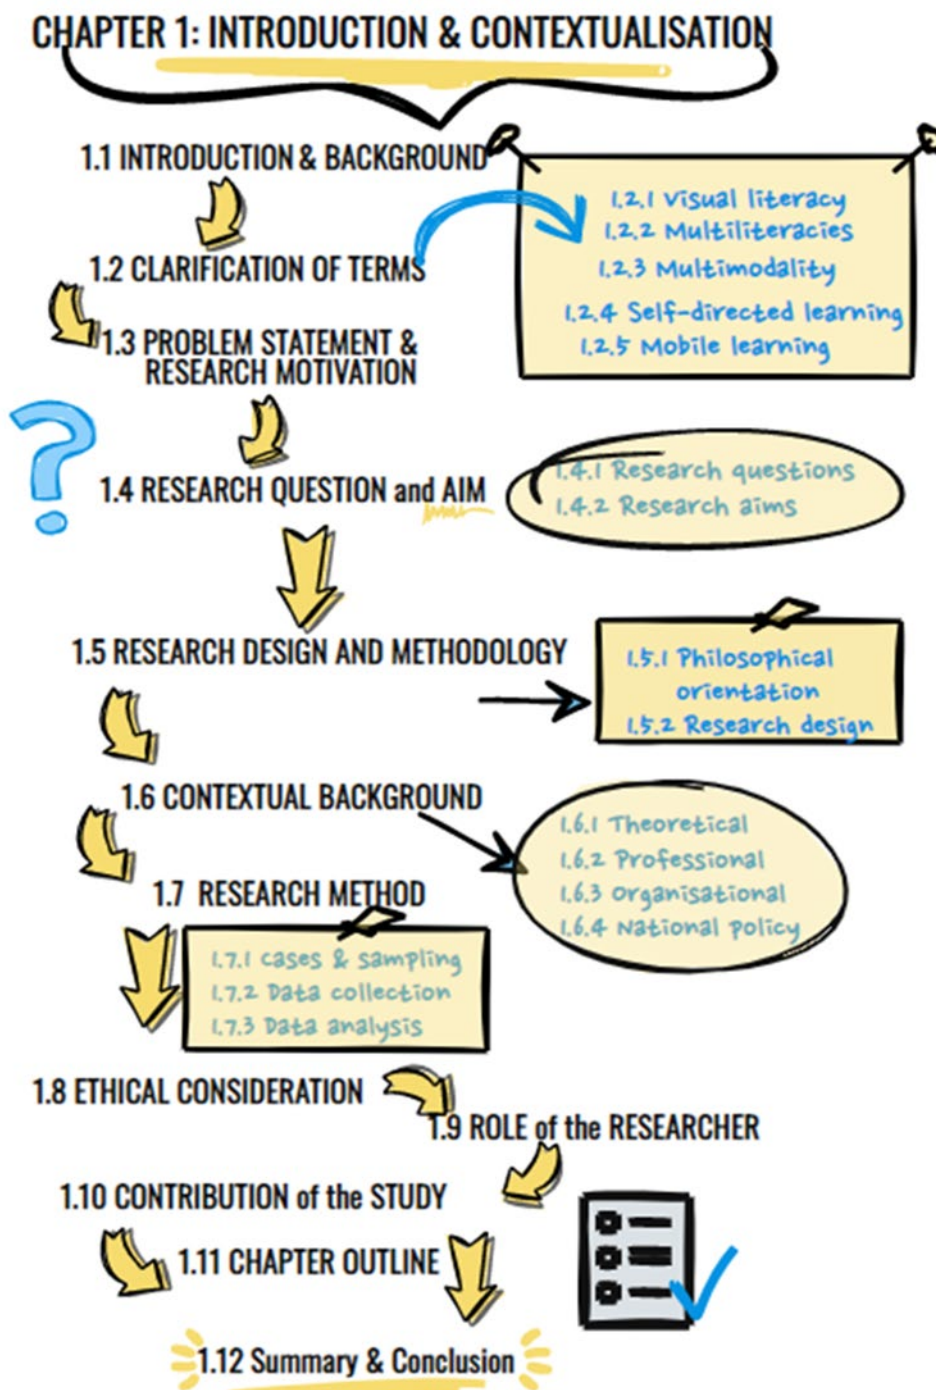 CHAPTER 1: INTRODUCTION & CONTEXTUALISATION
1.1 INTRODUCTION & BACKGROUND
1.2 CLARIFICATION OF TERMS
1.2.1 Visual literacy
1.2.2 Multiliteracies
1.2.3 Multimodality
1.2.4 Self-directed learning
1.2.5 Mobile learning
1.3 PROBLEM STATEMENT &
RESEARCH MOTIVATION
?
1.4 RESEARCH QUESTION and AIM
1.4.1 Research questions
1.4.2 Research aims
1.5 RESEARCH DESIGN AND METHODOLOGY
1.5.1 Philosophical
orientation
1.5.2 Research design
1.6 CONTEXTUAL BACKGROUND
1.6.1 Theoretical
1.6.2 Professional
1.6.3 Organisational
1.6.4 National policy
1.7 RESEARCH METHOD
1.7.1 Cases & sampling
1.7.2 Data collection
1.7.3 Data analysis
1.8 ETHICAL CONSIDERATION
1.9 ROLE of the RESEARCHER
1.10 CONTRIBUTION of the STUDY
1.11 CHAPTER OUTLINE
1.12 Summary & Conclusion